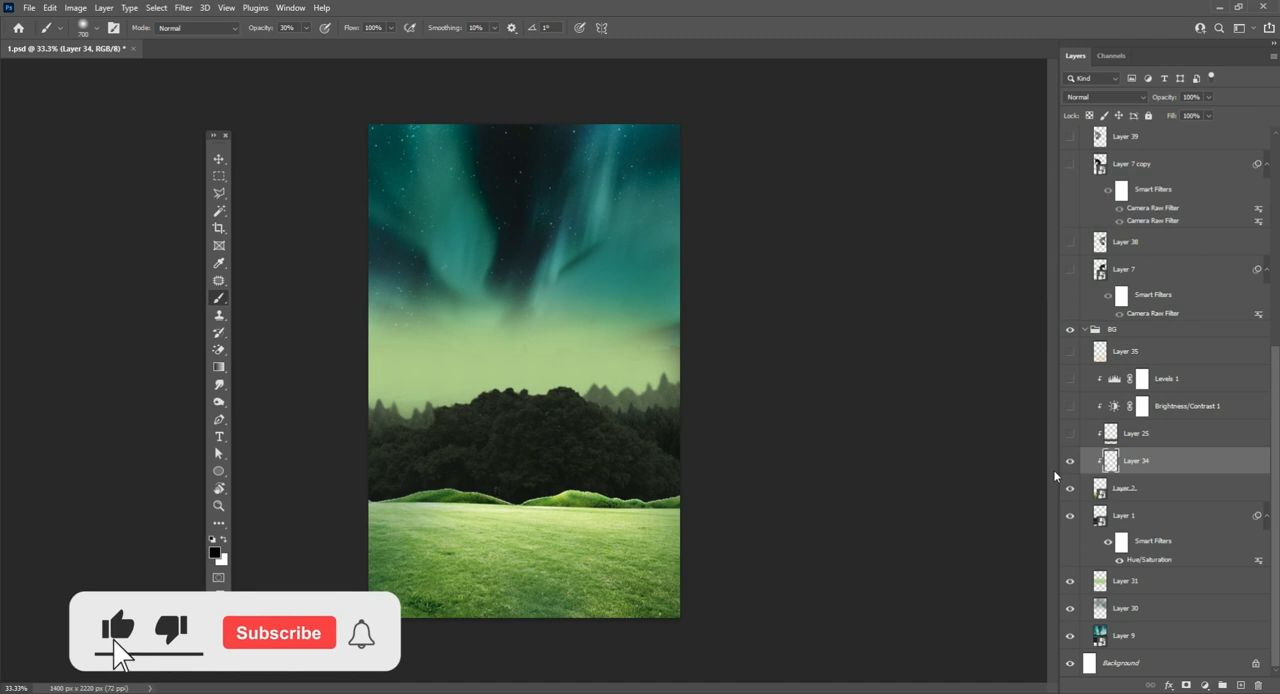 Ps File Edit Image Layer Type Select Filter 3D View Plugins Window Help
700 Mode: Normal Opacity: 30% Flow: 100% Smoothing: 10% 1°
1.psd @ 33.3% (Layer 34, RGB/8) * ×
Layers Channels
Kind
Normal Opacity: 100%
Lock: Fill: 100%
Layer 39
Layer 7 copy
Smart Filters
Camera Raw Filter
Camera Raw Filter
Layer 38
Layer 7
Smart Filters
Camera Raw Filter
BG
Layer 35
Levels 1
Brightness/Contrast 1
Layer 25
Layer 34
Layer 2
Layer 1
Smart Filters
Hue/Saturation
Layer 31
Layer 30
Layer 9
Background
Subscribe
33.33% 1400 px x 2220 px (72 ppi)